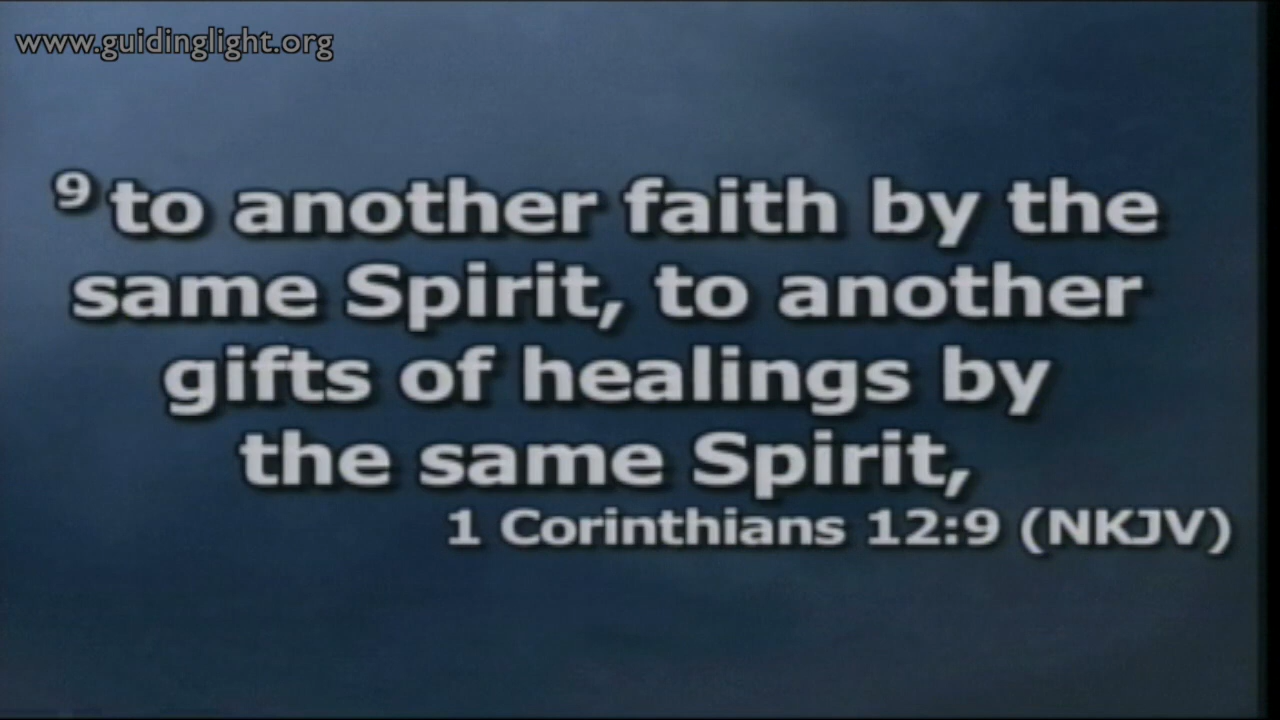 www.guidinglight.org
9 to another faith by the
same Spirit, to another
gifts of healings by
the same Spirit,
1 Corinthians 12:9 (NKJV)